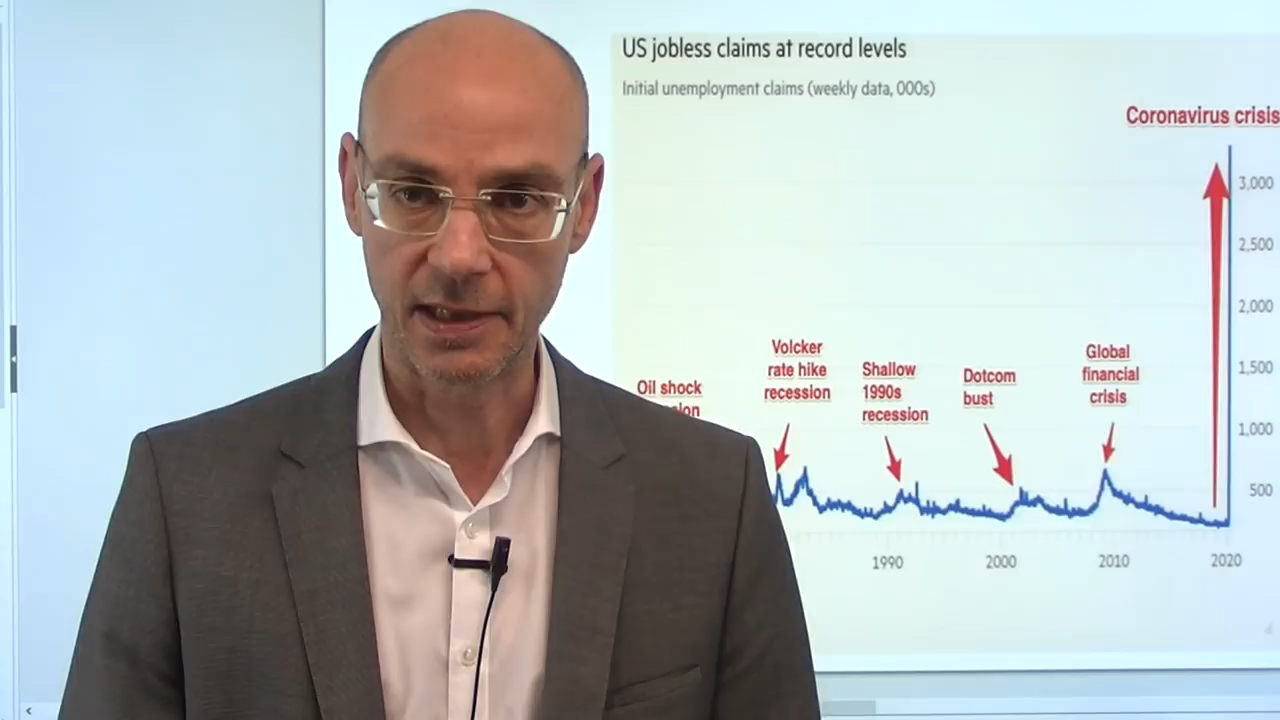 US jobless claims at record levels
Initial unemployment claims (weekly data, 000s)
Coronavirus crisis
3,000
2,500
2,000
1,500
1,000
500
Oil shock
Volcker
rate hike
recession
Shallow
1990s
recession
Dotcom
bust
Global
financial
crisis
1990
2000
2010
2020